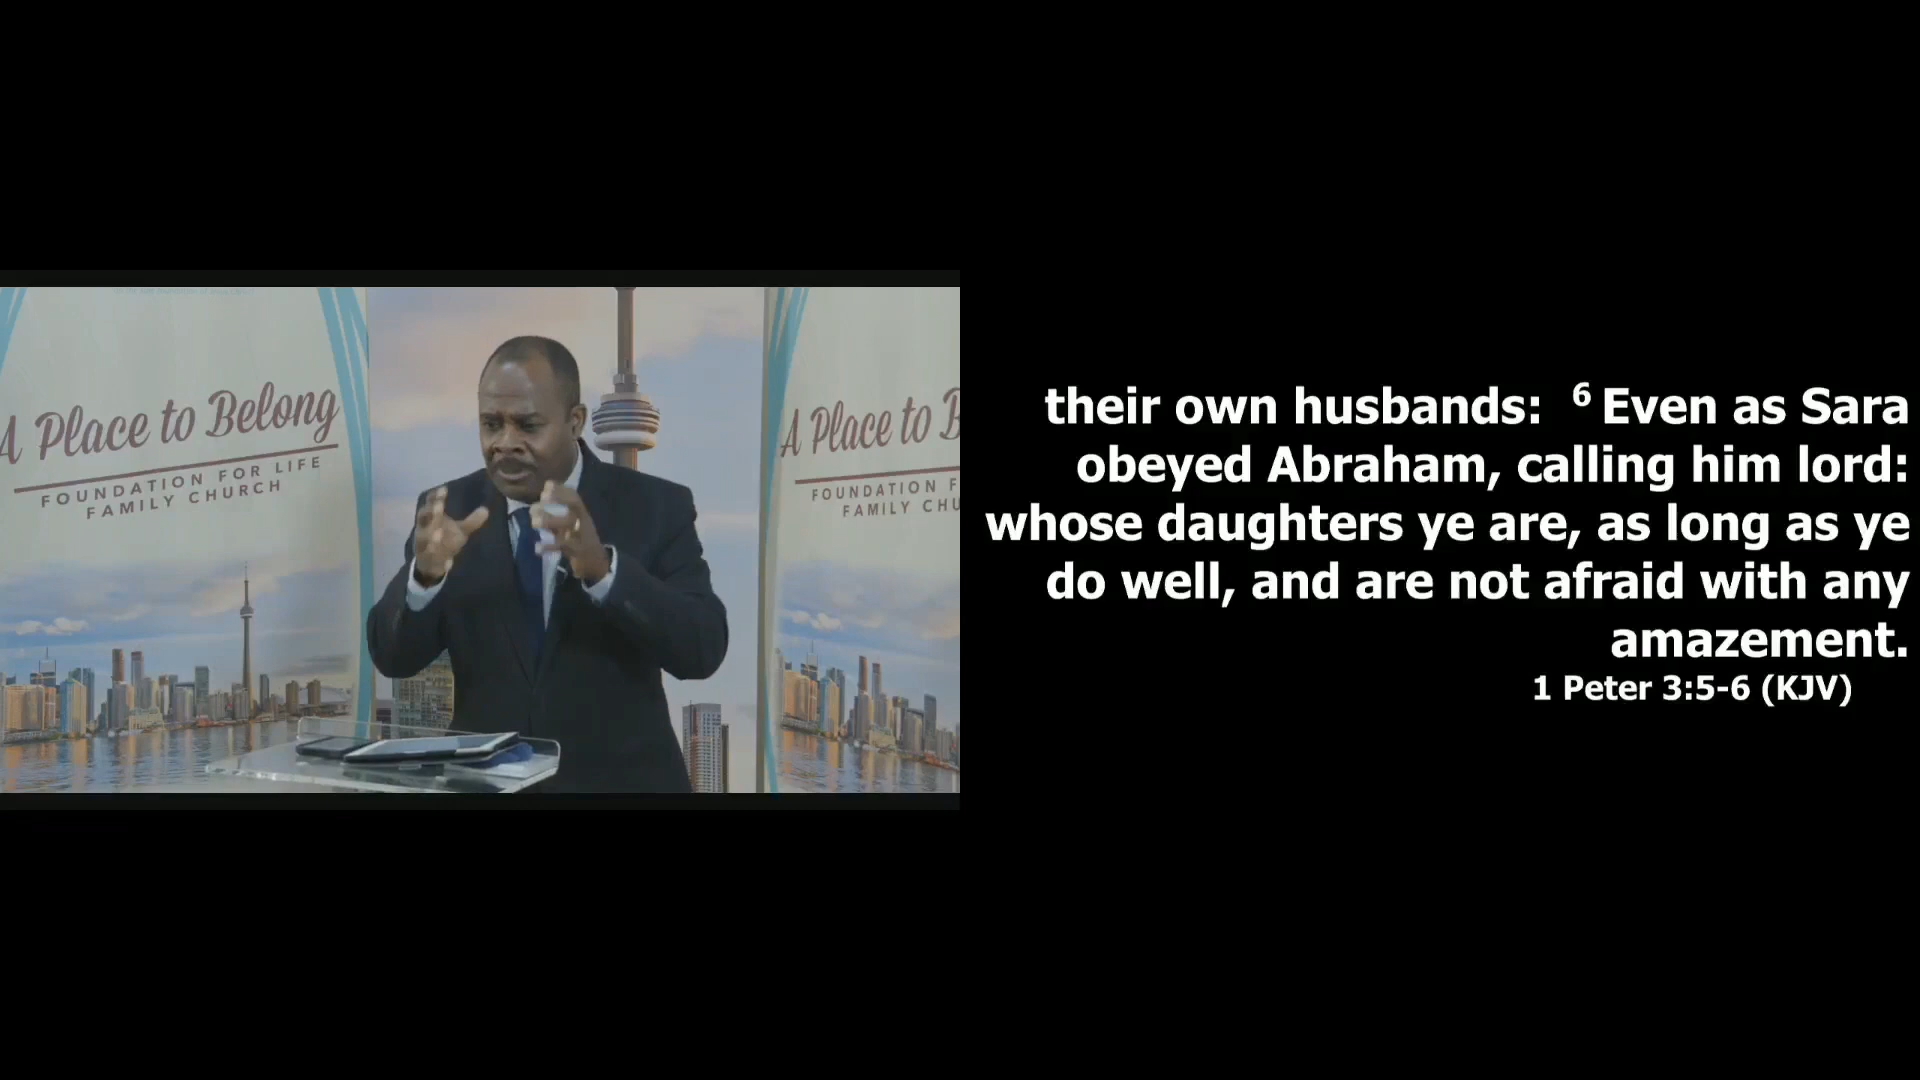 A Place to Belong
FOUNDATION FOR LIFE
FAMILY CHURCH
A Place to
FOUNDATION
FAMILY
their own husbands: 6 Even as Sara
obeyed Abraham, calling him lord:
whose daughters ye are, as long as ye
do well, and are not afraid with any
amazement.
1 Peter 3:5-6 (KJV)